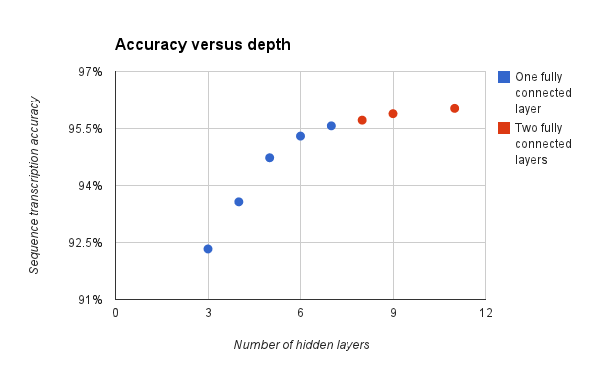 Accuracy versus depth
97%
95.5%
94%
92.5%
91%
Sequence transcription accuracy
0
3
6
9
12
Number of hidden layers
One fully
connected
layer
Two fully
connected
layers